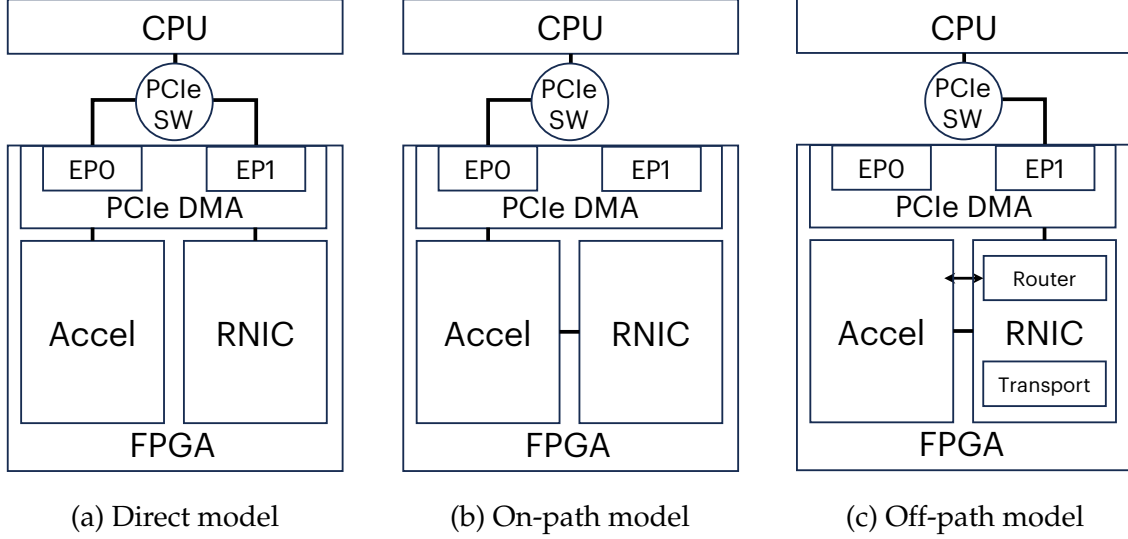 CPU
PCIe
SW
EP0
EP1
PCIe DMA
Accel
RNIC
FPGA
(a) Direct model
CPU
PCIe
SW
EP0
EP1
PCIe DMA
Accel
RNIC
FPGA
(b) On-path model
CPU
PCIe
SW
EP0
EP1
PCIe DMA
Accel
Router
RNIC
Transport
FPGA
(c) Off-path model